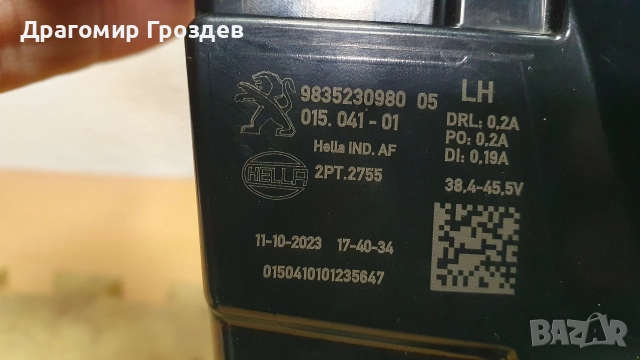 Драгомир Гроздев
9835230980 05 LH
015.041-01
DRL: 0,2A
PO: 0,2A
DI: 0,19A
Hella IND. AF
HELLA
2PT.2755
38,4-45,5V
11-10-2023 17-40-34
0150410101235647
BAZAR